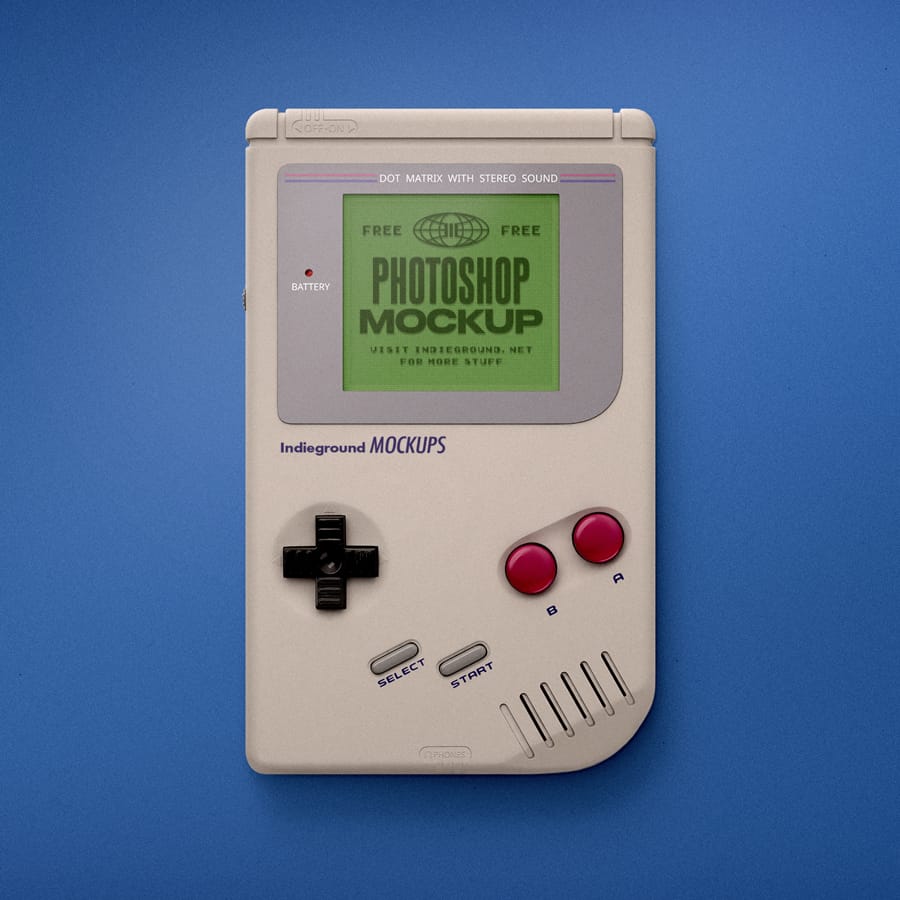 OFF-ON
DOT MATRIX WITH STEREO SOUND
FREE FREE
PHOTOSHOP
MOCKUP
VISIT INDIEGROUND.NET
FOR MORE STUFF
BATTERY
Indieground MOCKUPS
B A
SELECT START
PHONES